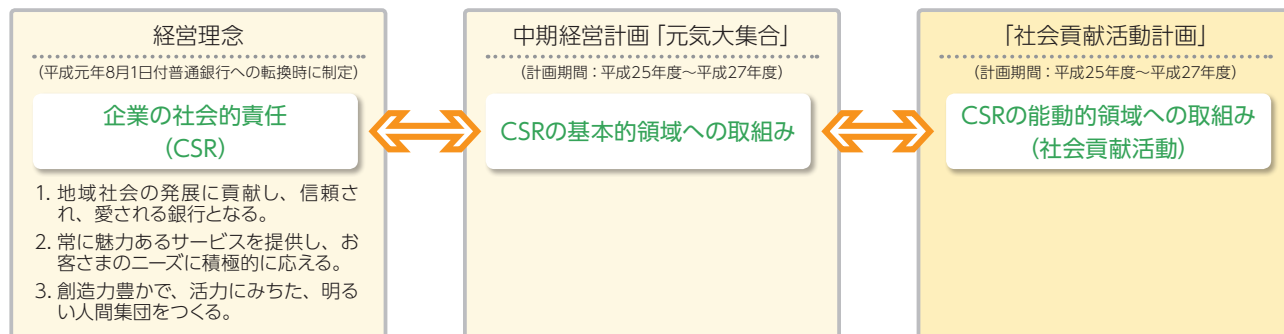 経営理念
(平成元年8月1日付普通銀行への転換時に制定)
企業の社会的責任
(CSR)
1. 地域社会の発展に貢献し、信頼さ
れ、愛される銀行となる。
2. 常に魅力あるサービスを提供し、お
客さまのニーズに積極的に応える。
3. 創造力豊かで、活力にみちた、明る
い人間集団をつくる。
中期経営計画「元気大集合」
(計画期間：平成25年度～平成27年度)
CSRの基本的領域への取組み
「社会貢献活動計画」
(計画期間：平成25年度～平成27年度)
CSRの能動的領域への取組み
(社会貢献活動)